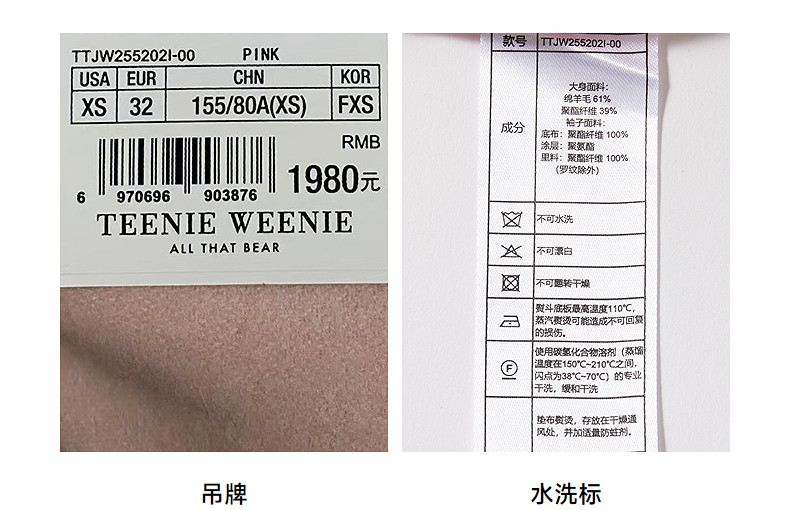 TTJW255202I-00 PINK
USA EUR CHN KOR
XS 32 155/80A(XS) FXS
RMB
1980元
6 970696 903876
TEENIE WEENIE
ALL THAT BEAR
吊牌
款号 TTJW255202I-00
成分
大身面料:
绵羊毛 61%
聚酯纤维 39%
袖子面料:
底布: 聚酯纤维 100%
涂层: 聚氨酯
里料: 聚酯纤维 100%
(罗纹除外)
不可水洗
不可漂白
不可翻转干燥
熨斗底板最高温度110℃,
蒸汽熨烫可能造成不可回复
的损伤。
F
使用碳氢化合物溶剂 (蒸馏
温度在150℃~210℃之间,
闪点为38℃~70℃) 的专业
干洗, 缓和干洗
垫布熨烫, 存放在干燥通
风处, 并加适量防蛀剂。
水洗标